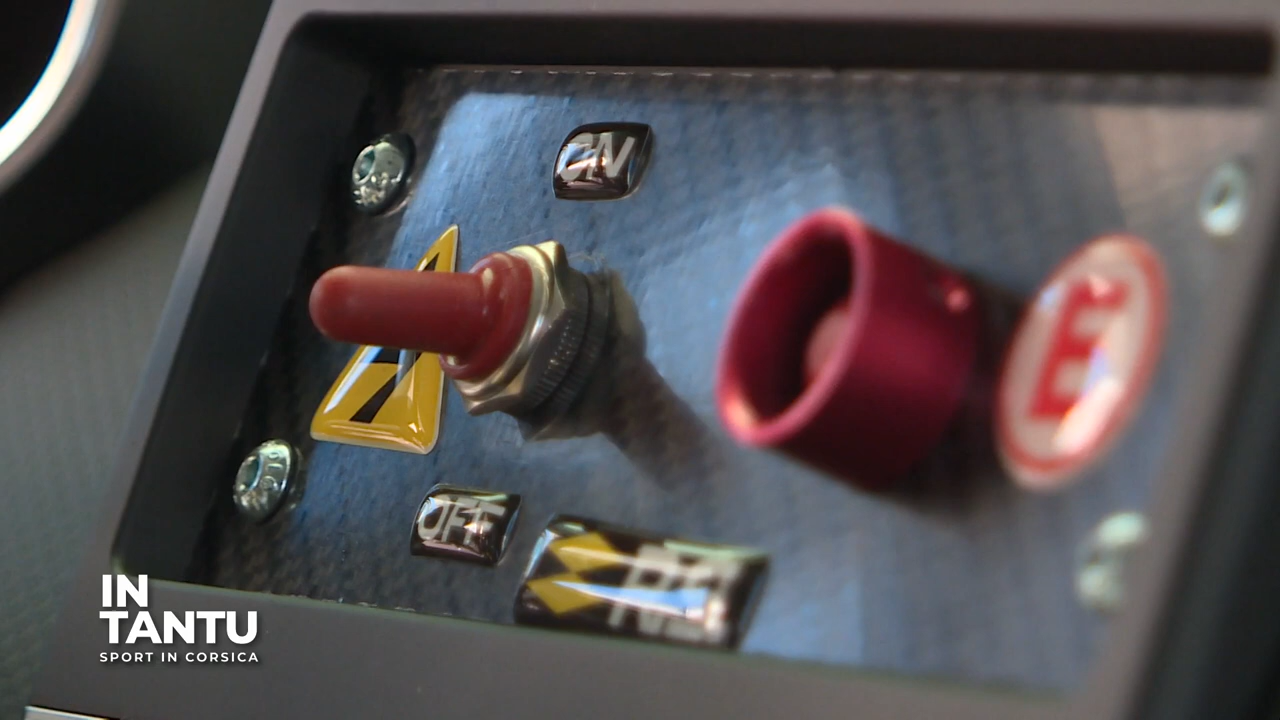 ON
E
OFF
IN
TANTU
SPORT IN CORSICA